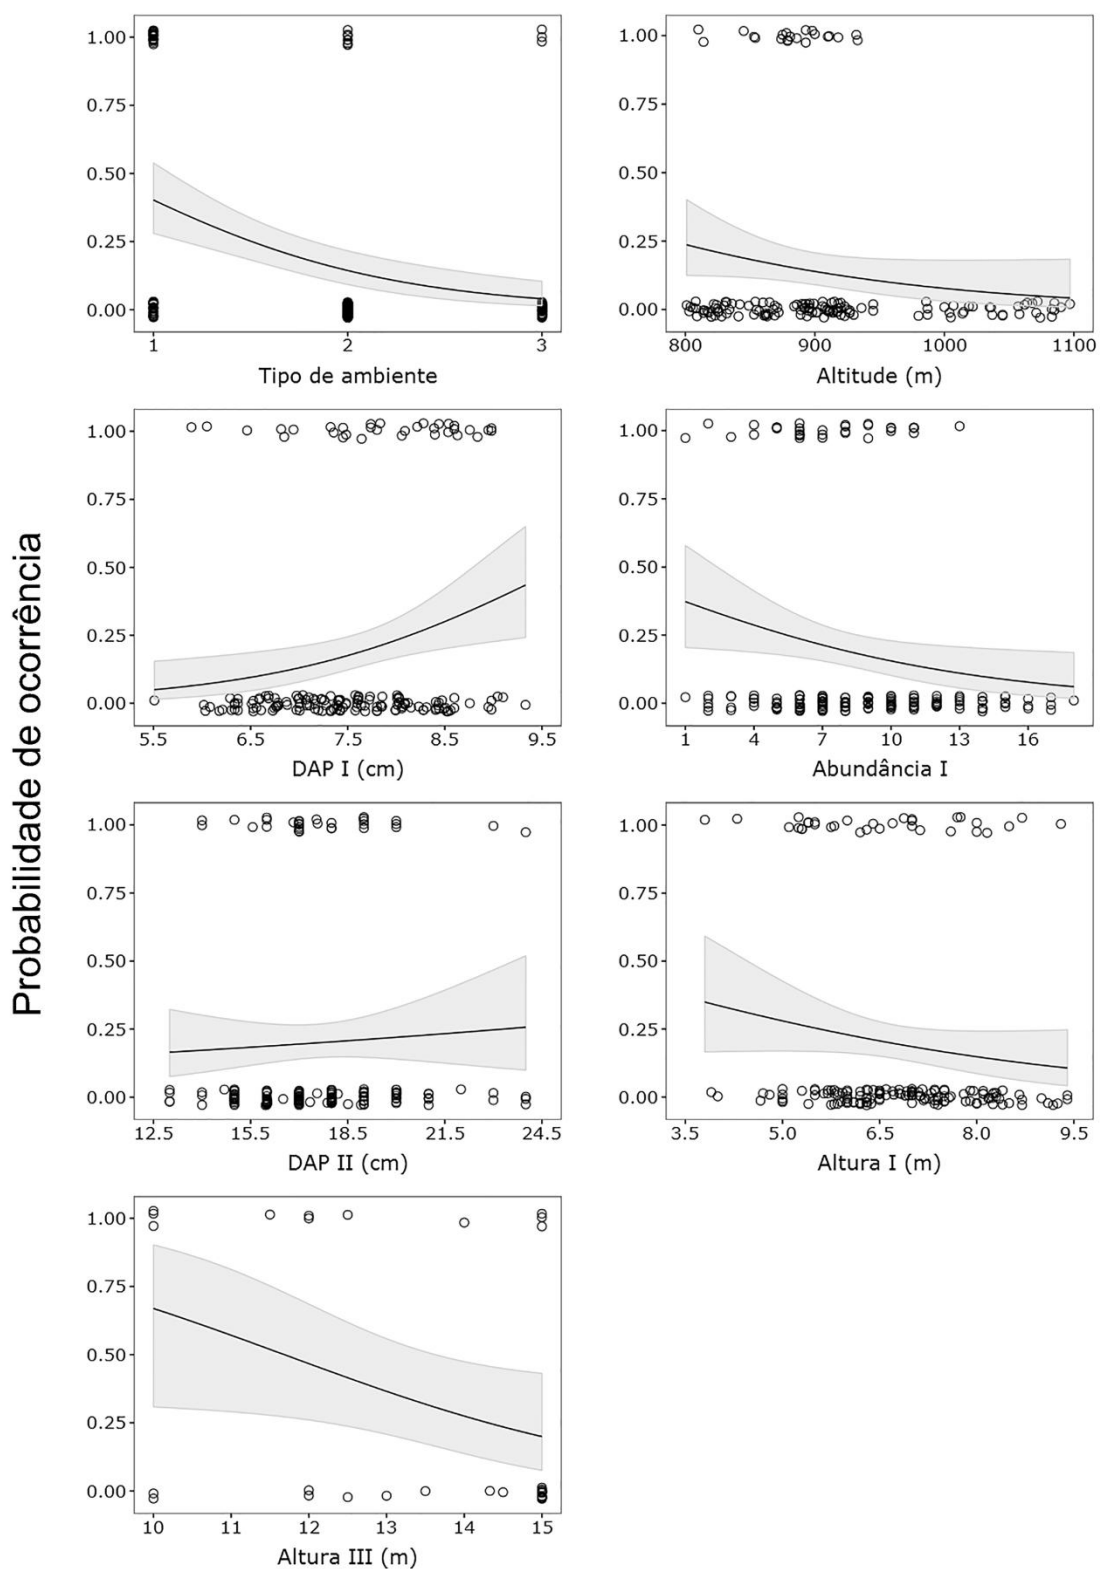 Probabilidade de ocorrência
1.00
0.75
0.50
0.25
0.00
1 2 3
Tipo de ambiente
1.00
0.75
0.50
0.25
0.00
800 900 1000 1100
Altitude (m)
1.00
0.75
0.50
0.25
0.00
5.5 6.5 7.5 8.5 9.5
DAP I (cm)
1.00
0.75
0.50
0.25
0.00
1 4 7 10 13 16
Abundância I
1.00
0.75
0.50
0.25
0.00
12.5 15.5 18.5 21.5 24.5
DAP II (cm)
1.00
0.75
0.50
0.25
0.00
3.5 5.0 6.5 8.0 9.5
Altura I (m)
1.00
0.75
0.50
0.25
0.00
10 11 12 13 14 15
Altura III (m)